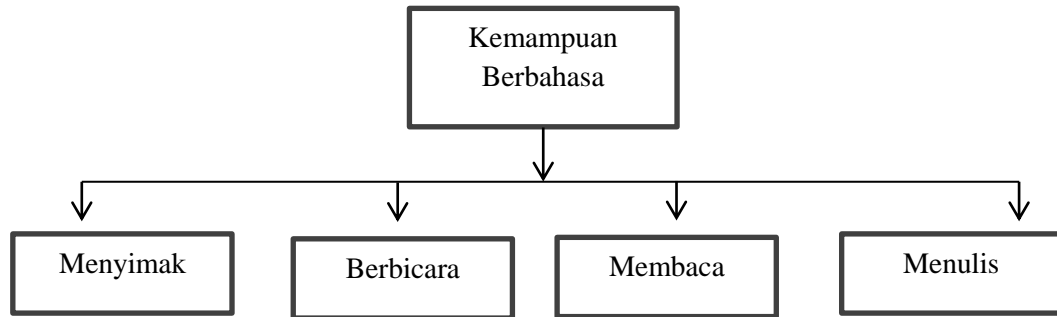 Kemampuan
Berbahasa
Menyimak
Berbicara
Membaca
Menulis